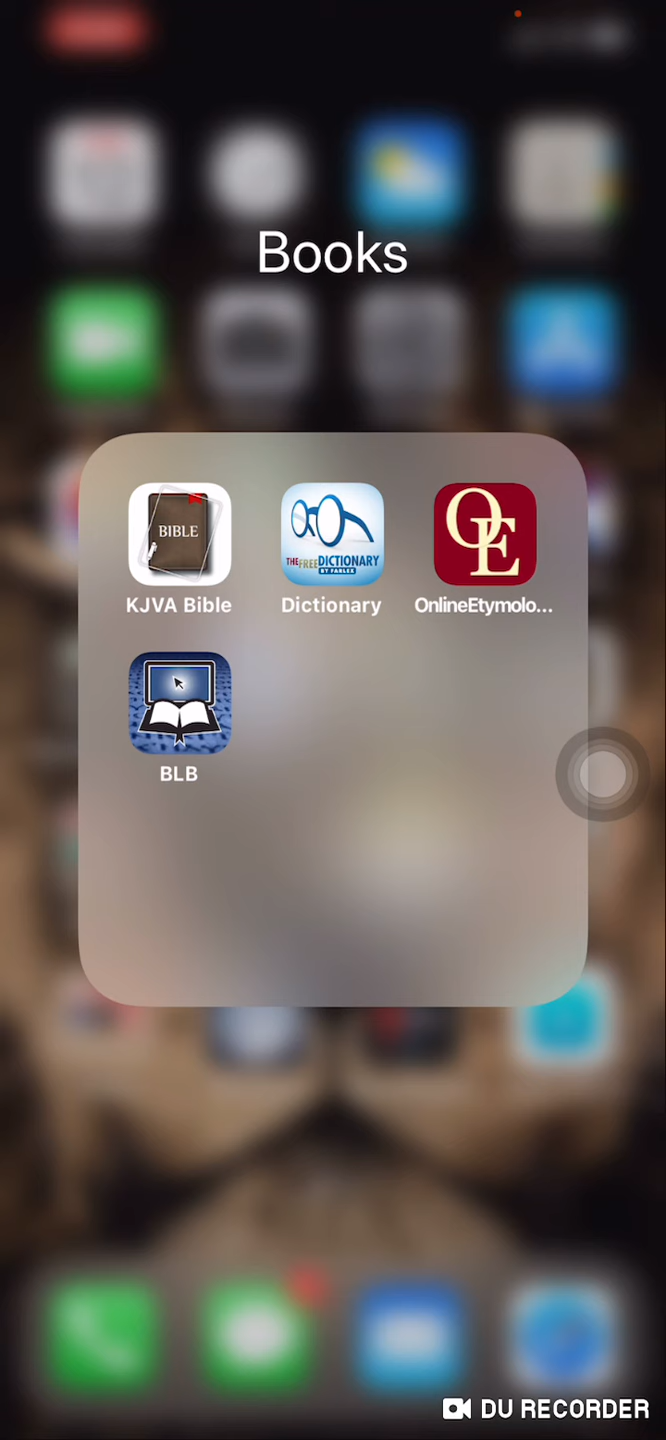 Books
BIBLE
THE FREE DICTIONARY
BY FARLEX
OE
KJVA Bible
Dictionary
OnlineEtymolo...
BLB
DU RECORDER